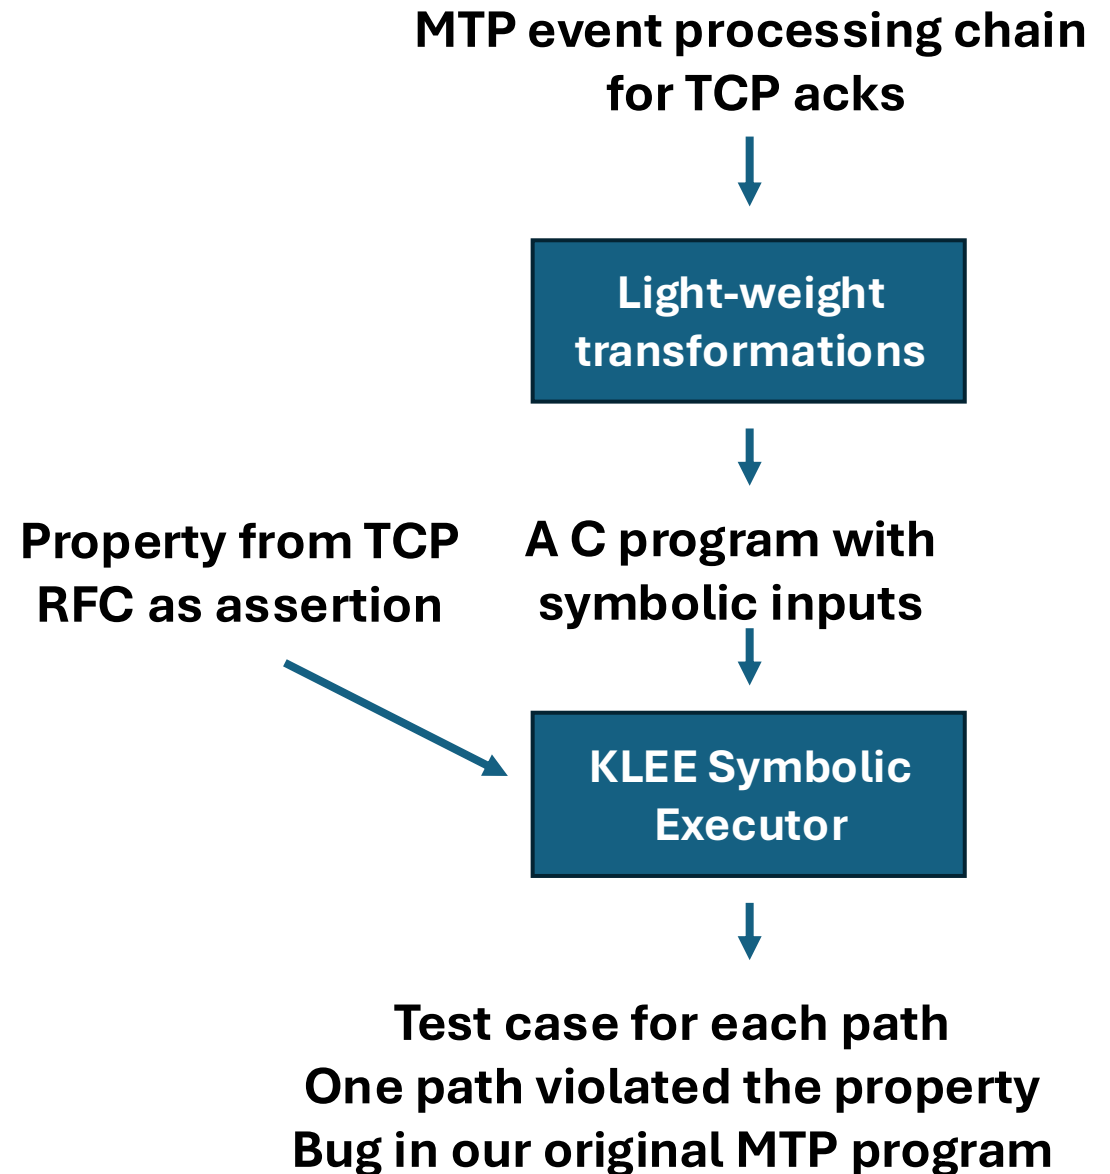 MTP event processing chain
for TCP acks
Light-weight
transformations
Property from TCP
RFC as assertion
A C program with
symbolic inputs
KLEE Symbolic
Executor
Test case for each path
One path violated the property
Bug in our original MTP program